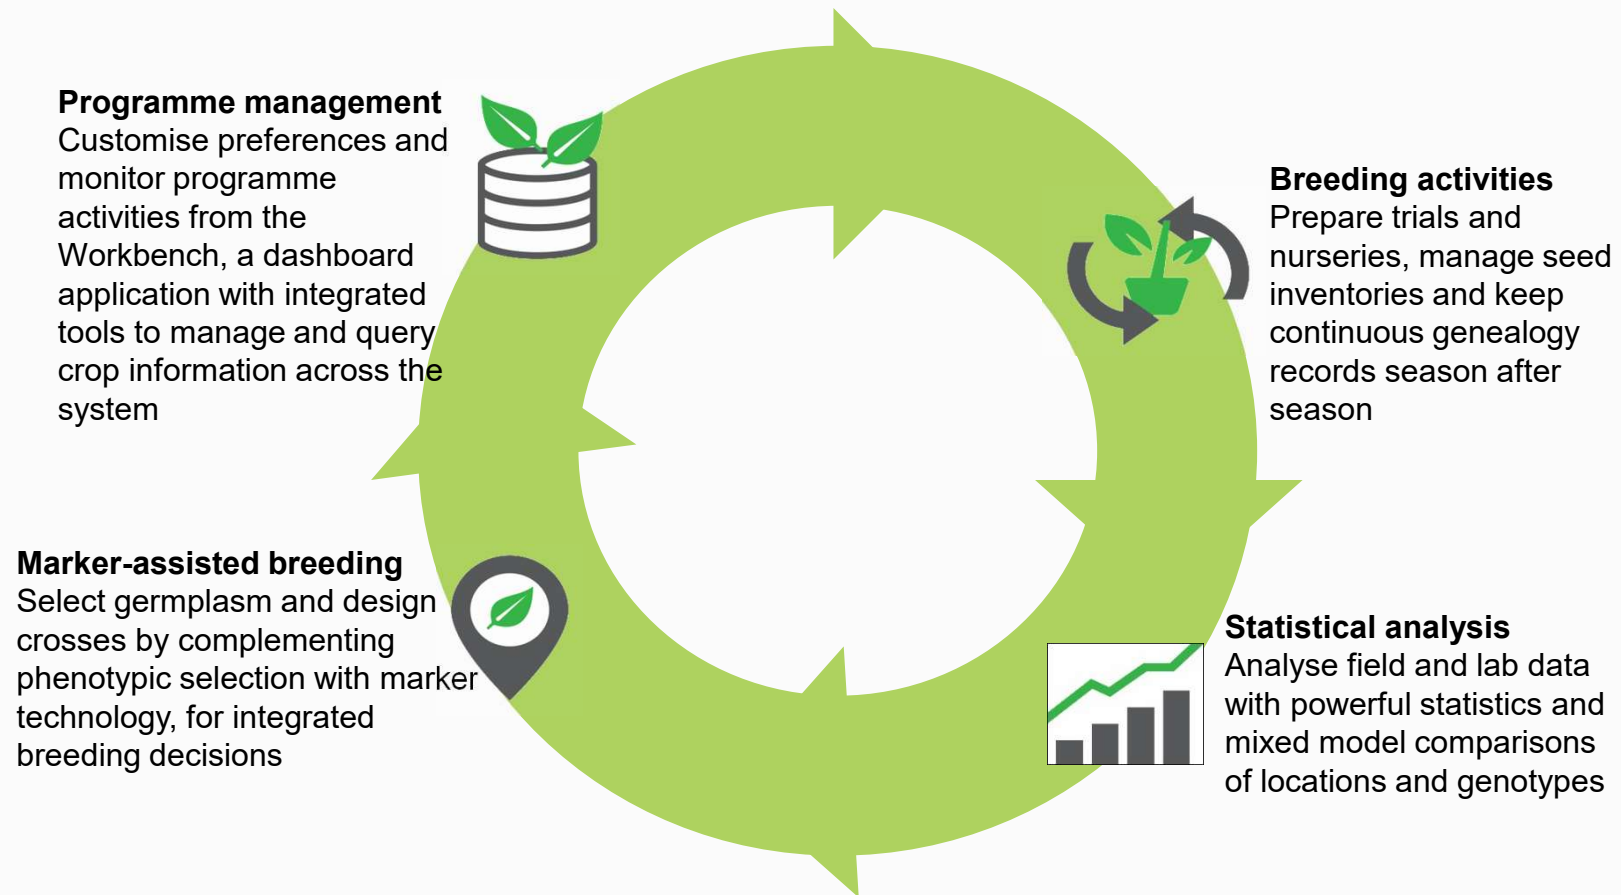 Programme management
Customise preferences and
monitor programme
activities from the
Workbench, a dashboard
application with integrated
tools to manage and query
crop information across the
system
Breeding activities
Prepare trials and
nurseries, manage seed
inventories and keep
continuous genealogy
records season after
season
Marker-assisted breeding
Select germplasm and design
crosses by complementing
phenotypic selection with marker
technology, for integrated
breeding decisions
Statistical analysis
Analyse field and lab data
with powerful statistics and
mixed model comparisons
of locations and genotypes